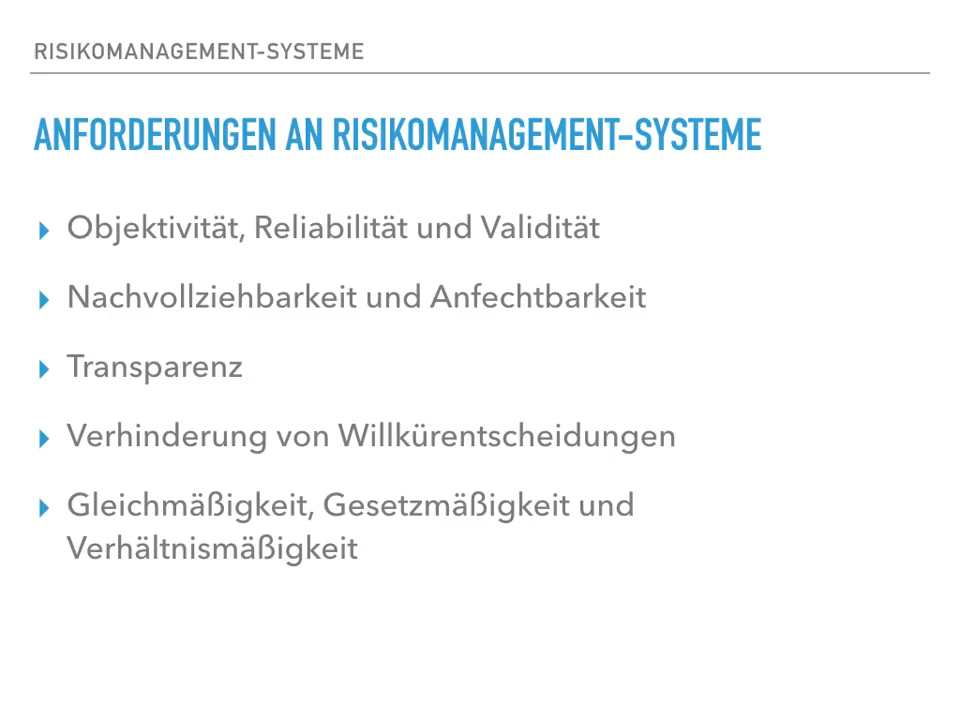 RISIKOMANAGEMENT-SYSTEME
ANFORDERUNGEN AN RISIKOMANAGEMENT-SYSTEME
▸ Objektivität, Reliabilität und Validität
▸ Nachvollziehbarkeit und Anfechtbarkeit
▸ Transparenz
▸ Verhinderung von Willkürentscheidungen
▸ Gleichmäßigkeit, Gesetzmäßigkeit und
Verhältnismäßigkeit